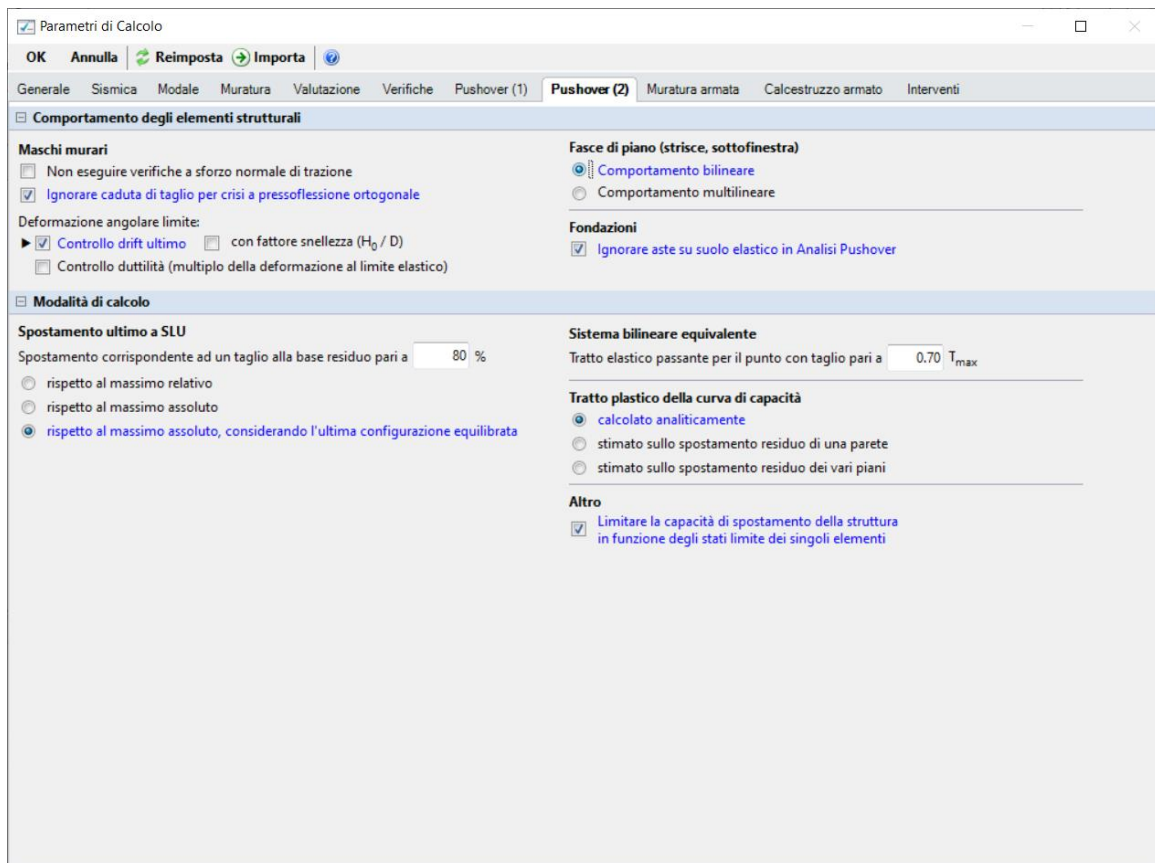 Parametri di Calcolo
OK Annulla Reimposta Importa
Generale Sismica Modale Muratura Valutazione Verifiche Pushover (1) Pushover (2) Muratura armata Calcestruzzo armato Interventi
Comportamento degli elementi strutturali
Maschi murari
Non eseguire verifiche a sforzo normale di trazione
Ignorare caduta di taglio per crisi a pressoflessione ortogonale
Deformazione angolare limite:
Controllo drift ultimo con fattore snellezza (H0 / D)
Controllo duttilità (multiplo della deformazione al limite elastico)
Fasce di piano (strisce, sottofinestra)
Comportamento bilineare
Comportamento multilineare
Fondazioni
Ignorare aste su suolo elastico in Analisi Pushover
Modalità di calcolo
Spostamento ultimo a SLU
Spostamento corrispondente ad un taglio alla base residuo pari a 80 %
rispetto al massimo relativo
rispetto al massimo assoluto
rispetto al massimo assoluto, considerando l'ultima configurazione equilibrata
Sistema bilineare equivalente
Tratto elastico passante per il punto con taglio pari a 0.70 Tmax
Tratto plastico della curva di capacità
calcolato analiticamente
stimato sullo spostamento residuo di una parete
stimato sullo spostamento residuo dei vari piani
Altro
Limitare la capacità di spostamento della struttura
in funzione degli stati limite dei singoli elementi